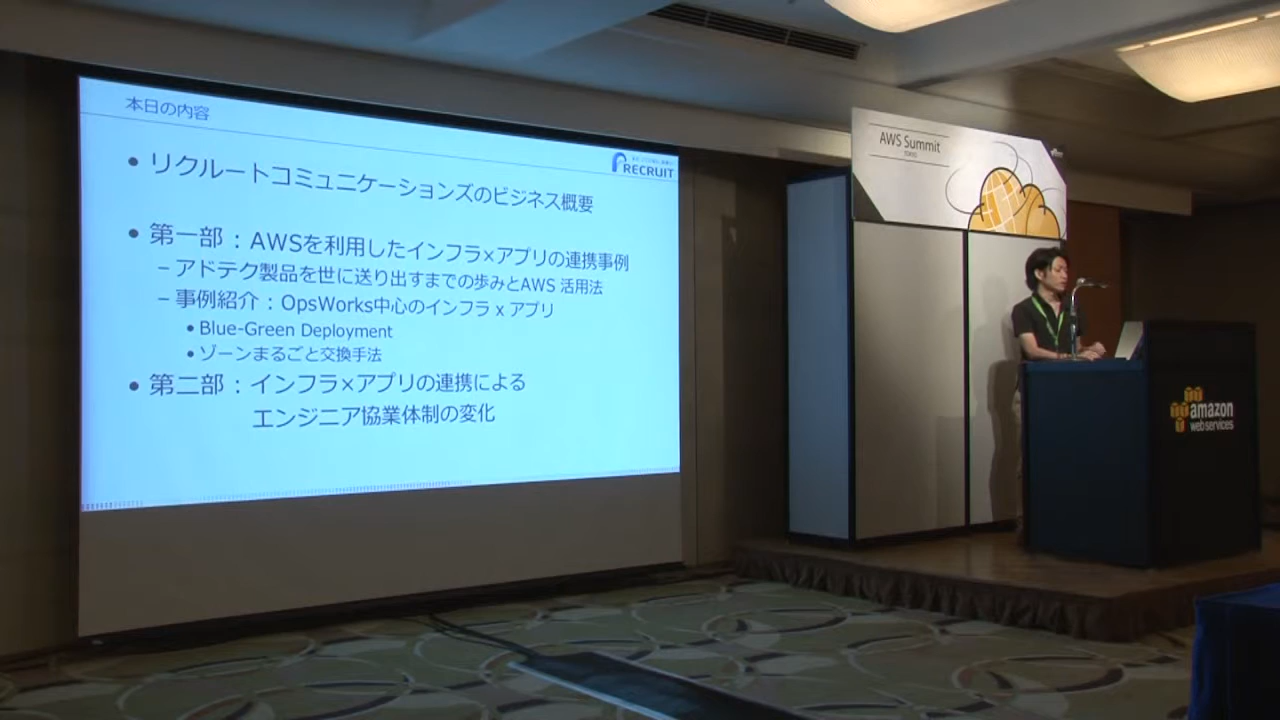 本日の内容
RECRUIT
• リクルートコミュニケーションズのビジネス概要
• 第一部：AWSを利用したインフラ×アプリの連携事例
– アドテク製品を世に送り出すまでの歩みとAWS 活用法
– 事例紹介：OpsWorks中心のインフラ x アプリ
• Blue-Green Deployment
• ゾーンまるごと交換手法
• 第二部：インフラ×アプリの連携による
エンジニア協業体制の変化
AWS Summit
TOKYO
amazon
web services